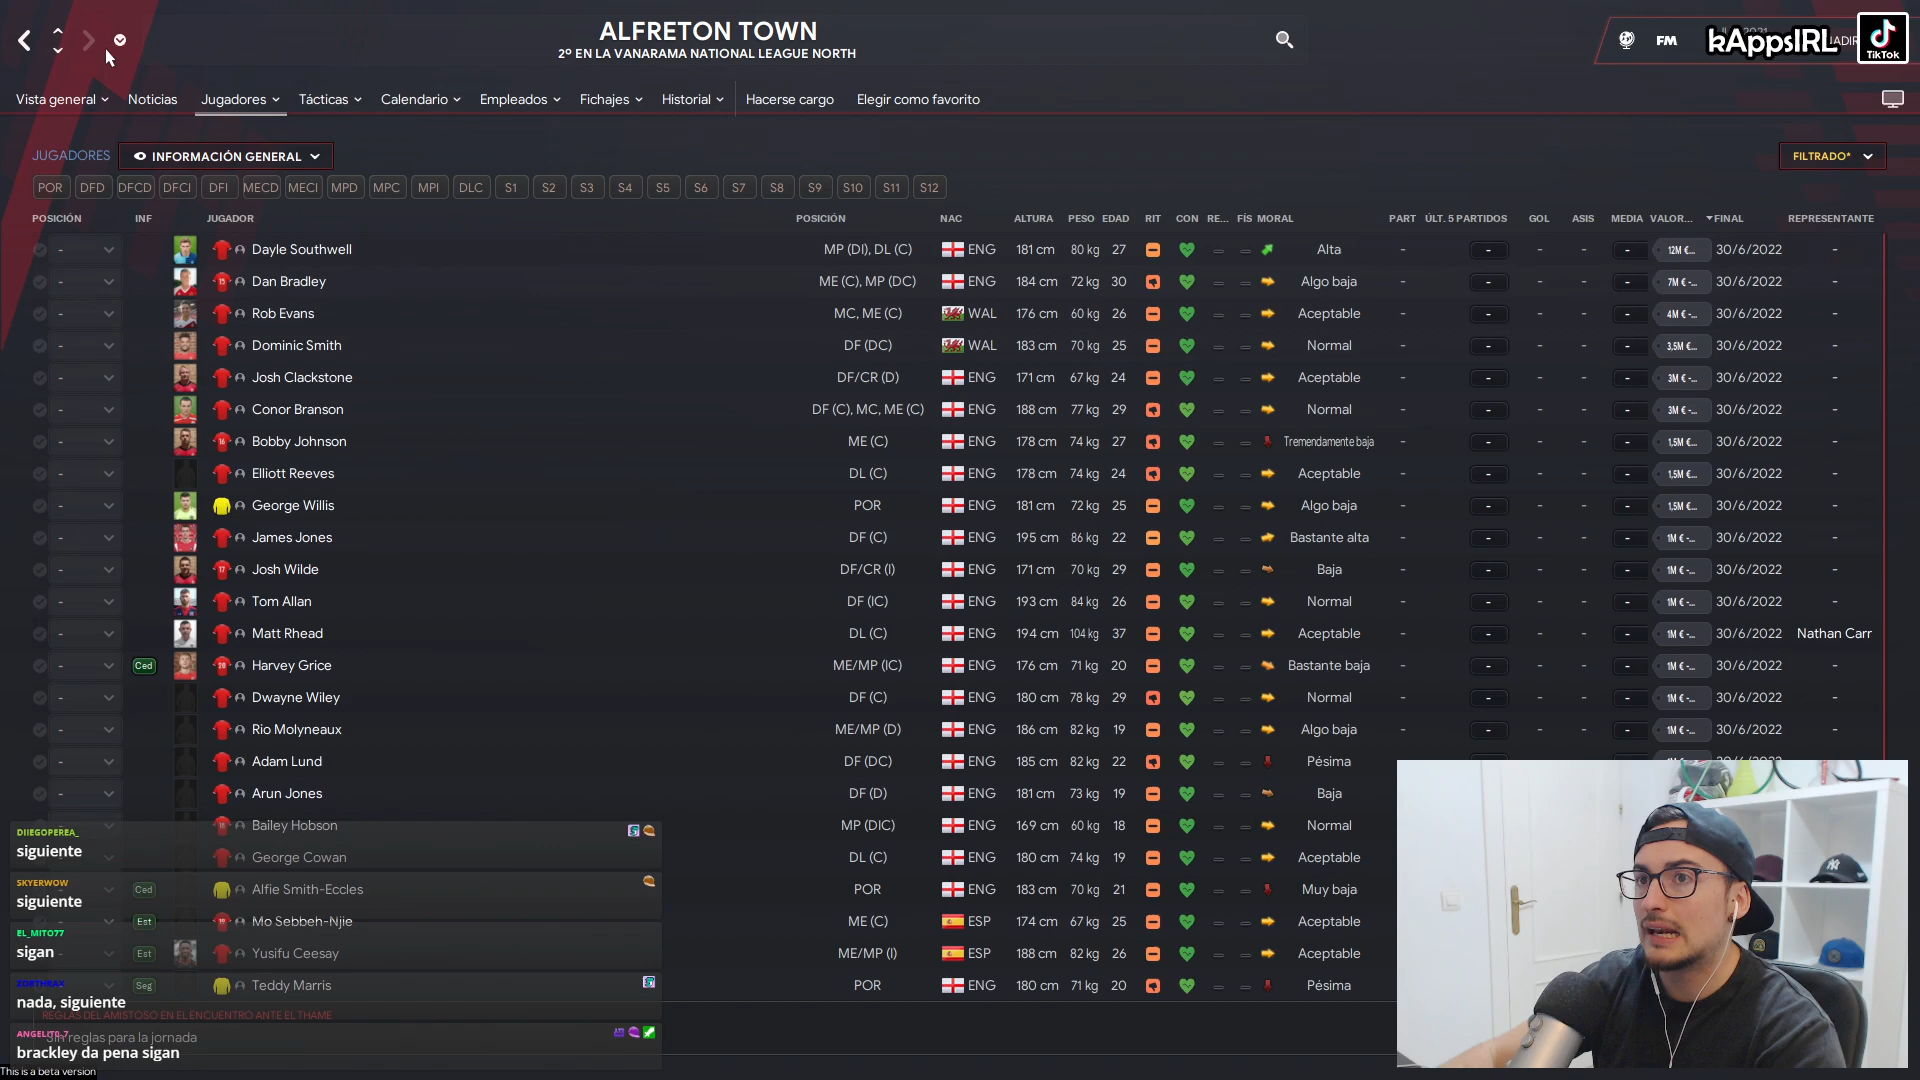 ALFRETON TOWN
2º EN LA VANARAMA NATIONAL LEAGUE NORTH
FM
kAppsIRL
TikTok
Vista general Noticias Jugadores Tácticas Calendario Empleados Fichajes Historial Hacerse cargo Elegir como favorito
JUGADORES INFORMACIÓN GENERAL FILTRADO*
POR DFD DFCD DFCI DFI MECD MECI MPD MPC MPI DLC S1 S2 S3 S4 S5 S6 S7 S8 S9 S10 S11 S12
POSICIÓN INF JUGADOR POSICIÓN NAC ALTURA PESO EDAD RIT CON RE... FÍS MORAL PART ÚLT. 5 PARTIDOS GOL ASIS MEDIA VALOR... FINAL REPRESENTANTE
- Dayle Southwell MP (DI), DL (C) ENG 181 cm 80 kg 27 Alta - - - - - 12M €... 30/6/2022 -
- Dan Bradley ME (C), MP (DC) ENG 184 cm 72 kg 30 Algo baja - - - - - 7M € -... 30/6/2022 -
- Rob Evans MC, ME (C) WAL 176 cm 60 kg 26 Aceptable - - - - - 4M € -... 30/6/2022 -
- Dominic Smith DF (DC) WAL 183 cm 70 kg 25 Normal - - - - - 3,5M €... 30/6/2022 -
- Josh Clackstone DF/CR (D) ENG 171 cm 67 kg 24 Aceptable - - - - - 3M € -... 30/6/2022 -
- Conor Branson DF (C), MC, ME (C) ENG 188 cm 77 kg 29 Normal - - - - - 3M € -... 30/6/2022 -
- 16 Bobby Johnson ME (C) ENG 178 cm 74 kg 27 Tremendamente baja - - - - - 1,5M €... 30/6/2022 -
- Elliott Reeves DL (C) ENG 178 cm 74 kg 24 Aceptable - - - - - 1,5M €... 30/6/2022 -
- George Willis POR ENG 181 cm 72 kg 25 Algo baja - - - - - 1,5M €... 30/6/2022 -
- James Jones DF (C) ENG 195 cm 86 kg 22 Bastante alta - - - - - 1M € -... 30/6/2022 -
- 17 Josh Wilde DF/CR (I) ENG 171 cm 70 kg 29 Baja - - - - - 1M € -... 30/6/2022 -
- Tom Allan DF (IC) ENG 193 cm 84 kg 26 Normal - - - - - 1M € -... 30/6/2022 -
- Matt Rhead DL (C) ENG 194 cm 104 kg 37 Aceptable - - - - - 1M € -... 30/6/2022 Nathan Carr
- Ced 20 Harvey Grice ME/MP (IC) ENG 176 cm 71 kg 20 Bastante baja - - - - - 1M € -... 30/6/2022 -
- Dwayne Wiley DF (C) ENG 180 cm 78 kg 29 Normal - - - - - 1M € -... 30/6/2022 -
- Rio Molyneaux ME/MP (D) ENG 186 cm 82 kg 19 Algo baja - - - - - 1M € -... 30/6/2022 -
- Adam Lund DF (DC) ENG 185 cm 82 kg 22 Pésima
- Arun Jones DF (D) ENG 181 cm 73 kg 19 Baja
Bailey Hobson MP (DIC) ENG 169 cm 60 kg 18 Normal
George Cowan DL (C) ENG 180 cm 74 kg 19 Aceptable
Ced Alfie Smith-Eccles POR ENG 183 cm 70 kg 21 Muy baja
Est Mo Sebbeh-Njie ME (C) ESP 174 cm 67 kg 25 Aceptable
Est Yusifu Ceesay ME/MP (I) ESP 188 cm 82 kg 26 Aceptable
Seg Teddy Marris POR ENG 180 cm 71 kg 20 Pésima
DIIEGOPEREA_
siguiente
SKYERWOW
siguiente
EL_MITO77
sigan
nada, siguiente
REGLAS DEL AMISTOSO EN EL ENCUENTRO ANTE EL THAME
Sin reglas para la jornada
brackley da pena sigan
This is a beta version